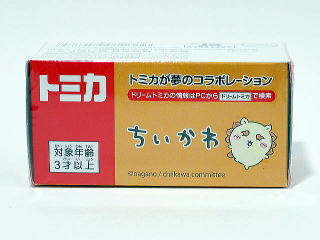 トミカ
トミカが夢のコラボレーション
ドリームトミカの情報はPCから ドリームトミカ で検索
ちいかわ
対象年齢
3才以上
©nagano / chiikawa committee